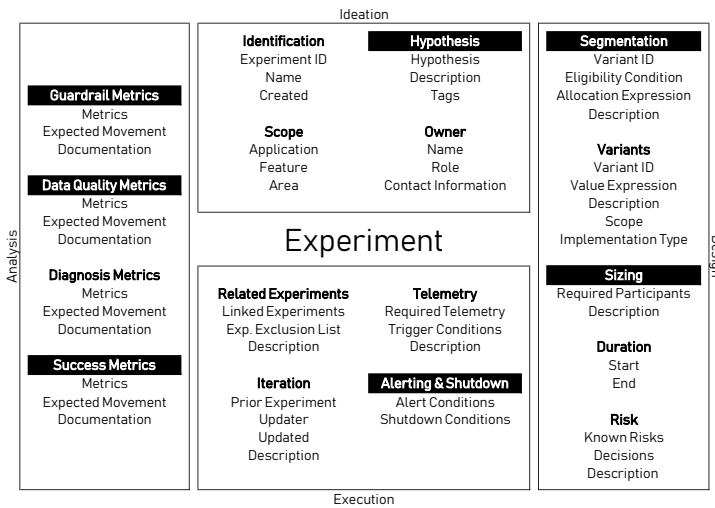 Ideation
Analysis
Guardrail Metrics
Metrics
Expected Movement
Documentation
Data Quality Metrics
Metrics
Expected Movement
Documentation
Diagnosis Metrics
Metrics
Expected Movement
Documentation
Success Metrics
Metrics
Expected Movement
Documentation
Identification
Experiment ID
Name
Created
Hypothesis
Hypothesis
Description
Tags
Scope
Application
Feature
Area
Owner
Name
Role
Contact Information
Experiment
Related Experiments
Linked Experiments
Exp. Exclusion List
Description
Telemetry
Required Telemetry
Trigger Conditions
Description
Iteration
Prior Experiment
Updater
Updated
Description
Alerting & Shutdown
Alert Conditions
Shutdown Conditions
Segmentation
Variant ID
Eligibility Condition
Allocation Expression
Description
Variants
Variant ID
Value Expression
Description
Scope
Implementation Type
Sizing
Required Participants
Description
Duration
Start
End
Risk
Known Risks
Decisions
Description
Execution